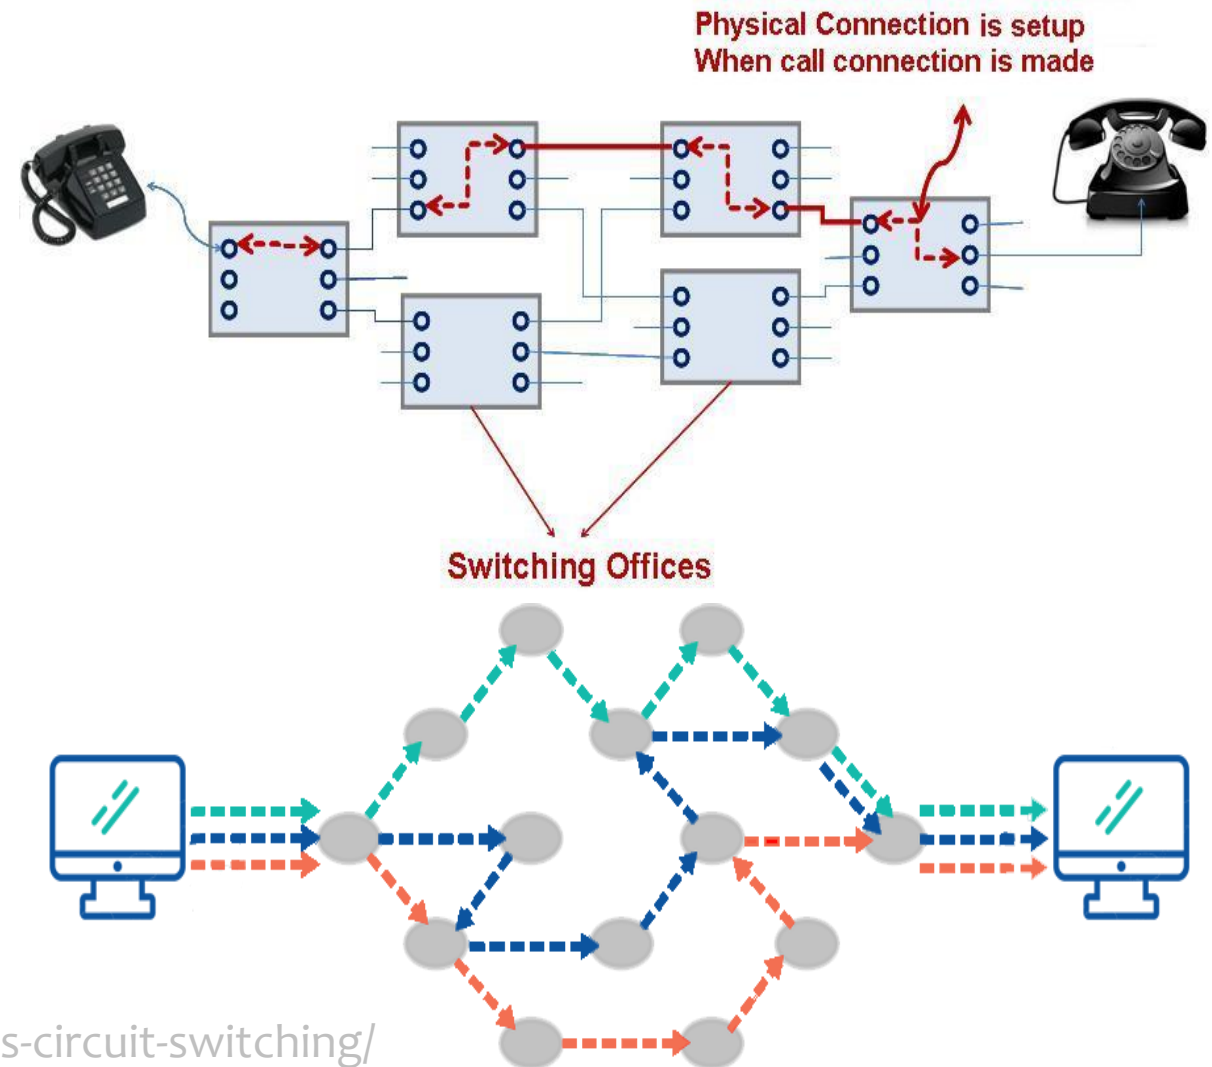 Physical Connection is setup
When call connection is made
Switching Offices
s-circuit-switching/